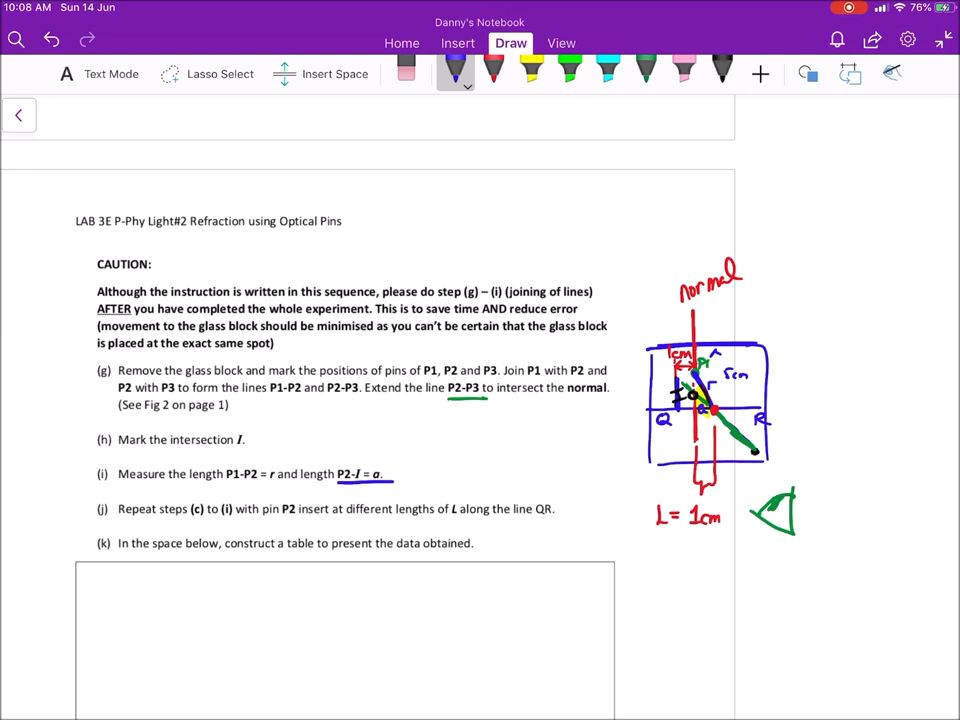 10:08 AM Sun 14 Jun
76%
Danny's Notebook
Home Insert Draw View
A Text Mode Lasso Select Insert Space
LAB 3E P-Phy Light#2 Refraction using Optical Pins
CAUTION:
Although the instruction is written in this sequence, please do step (g) – (i) (joining of lines)
AFTER you have completed the whole experiment. This is to save time AND reduce error
(movement to the glass block should be minimised as you can't be certain that the glass block
is placed at the exact same spot)
(g) Remove the glass block and mark the positions of pins of P1, P2 and P3. Join P1 with P2 and
P2 with P3 to form the lines P1-P2 and P2-P3. Extend the line P2-P3 to intersect the normal.
(See Fig 2 on page 1)
(h) Mark the intersection I.
(i) Measure the length P1-P2 = r and length P2-I = a.
(j) Repeat steps (c) to (i) with pin P2 insert at different lengths of L along the line QR.
(k) In the space below, construct a table to present the data obtained.
normal
1cm
P1
r
5cm
I
a
Q
R
L = 1cm